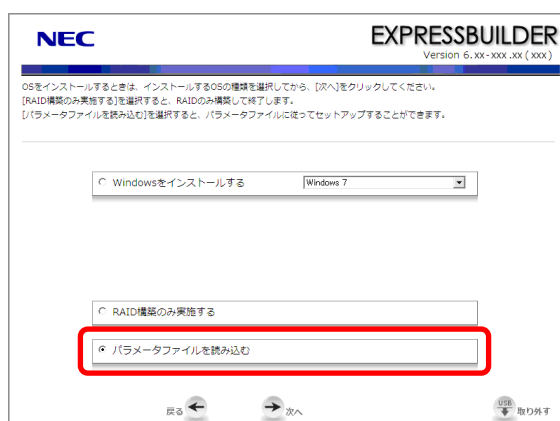 NEC
EXPRESSBUILDER
Version 6.xx-xxx.xx (xxx)
OSをインストールするときは、インストールするOSの種類を選択してから、[次へ]をクリックしてください。
[RAID構築のみ実施する]を選択すると、RAIDのみ構築して終了します。
[パラメータファイルを読み込む]を選択すると、パラメータファイルに従ってセットアップすることができます。
Windowsをインストールする Windows 7
RAID構築のみ実施する
パラメータファイルを読み込む
戻る 次へ USB 取り外す